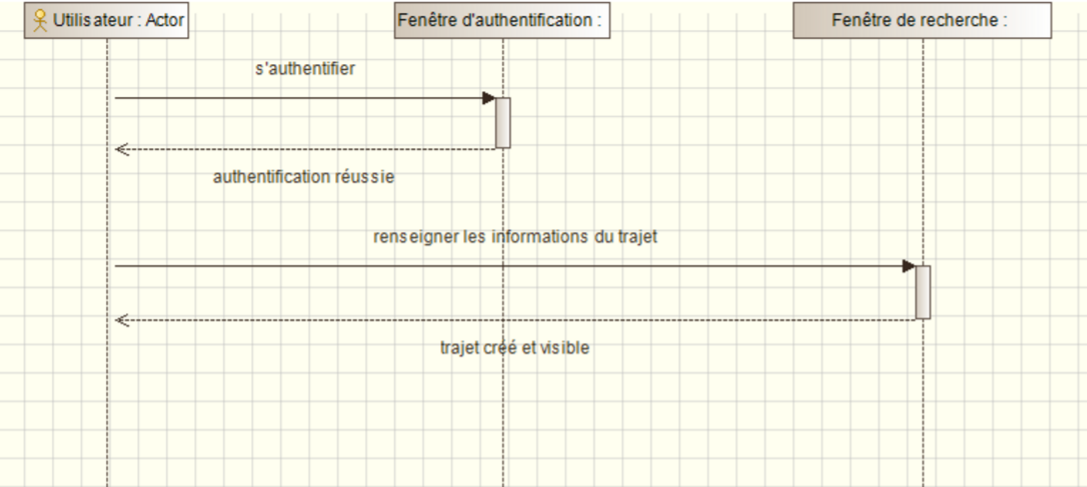 Utilisateur : Actor
Fenêtre d'authentification :
Fenêtre de recherche :
s'authentifier
authentification réussie
renseigner les informations du trajet
trajet créé et visible